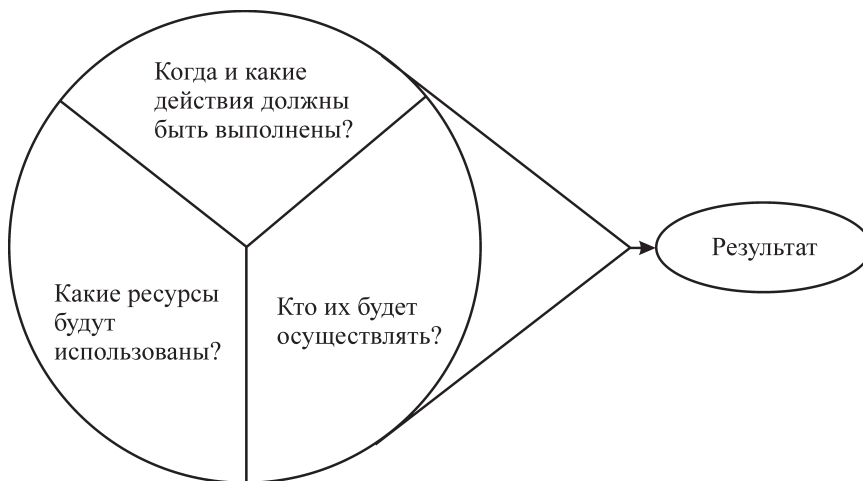 Когда и какие
действия должны
быть выполнены?
Какие ресурсы
будут
использованы?
Кто их будет
осуществлять?
Результат